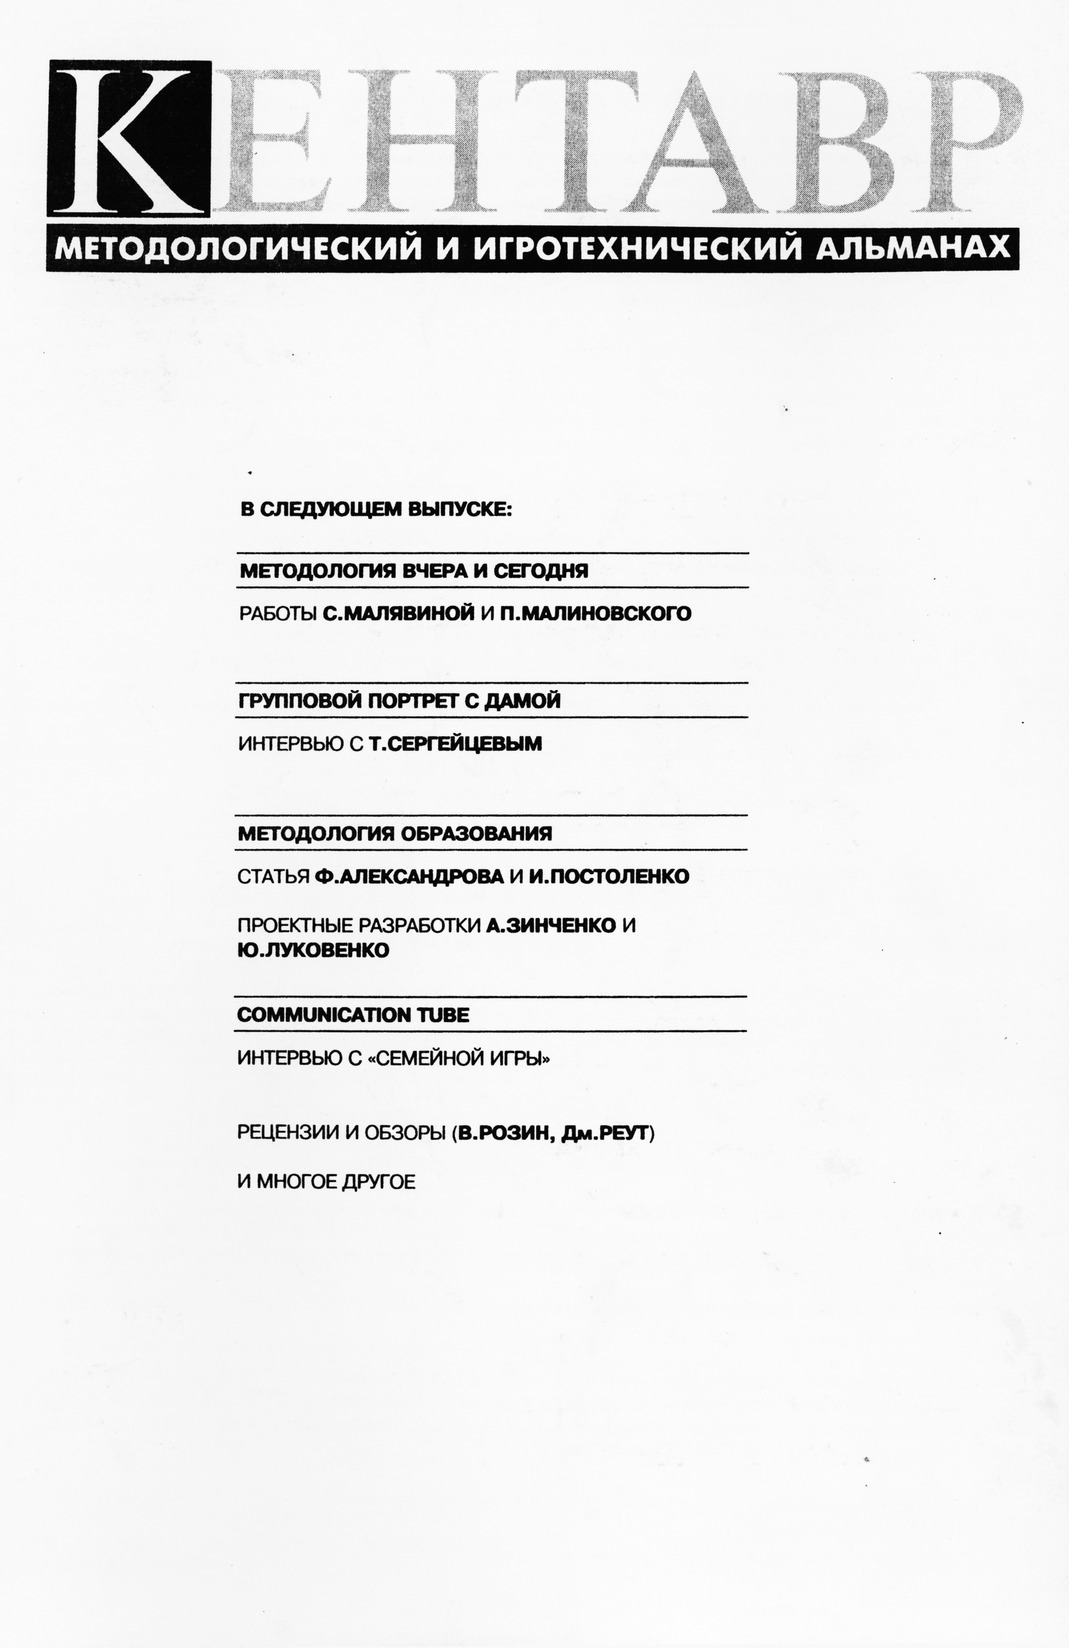 КЕНТАВР
МЕТОДОЛОГИЧЕСКИЙ И ИГРОТЕХНИЧЕСКИЙ АЛЬМАНАХ
В СЛЕДУЮЩЕМ ВЫПУСКЕ:
МЕТОДОЛОГИЯ ВЧЕРА И СЕГОДНЯ
РАБОТЫ С.МАЛЯВИНОЙ И П.МАЛИНОВСКОГО
ГРУППОВОЙ ПОРТРЕТ С ДАМОЙ
ИНТЕРВЬЮ С Т.СЕРГЕЙЦЕВЫМ
МЕТОДОЛОГИЯ ОБРАЗОВАНИЯ
СТАТЬЯ Ф.АЛЕКСАНДРОВА И И.ПОСТОЛЕНКО
ПРОЕКТНЫЕ РАЗРАБОТКИ А.ЗИНЧЕНКО И
Ю.ЛУКОВЕНКО
COMMUNICATION TUBE
ИНТЕРВЬЮ С «СЕМЕЙНОЙ ИГРЫ»
РЕЦЕНЗИИ И ОБЗОРЫ (В.РОЗИН, Дм.РЕУТ)
И МНОГОЕ ДРУГОЕ